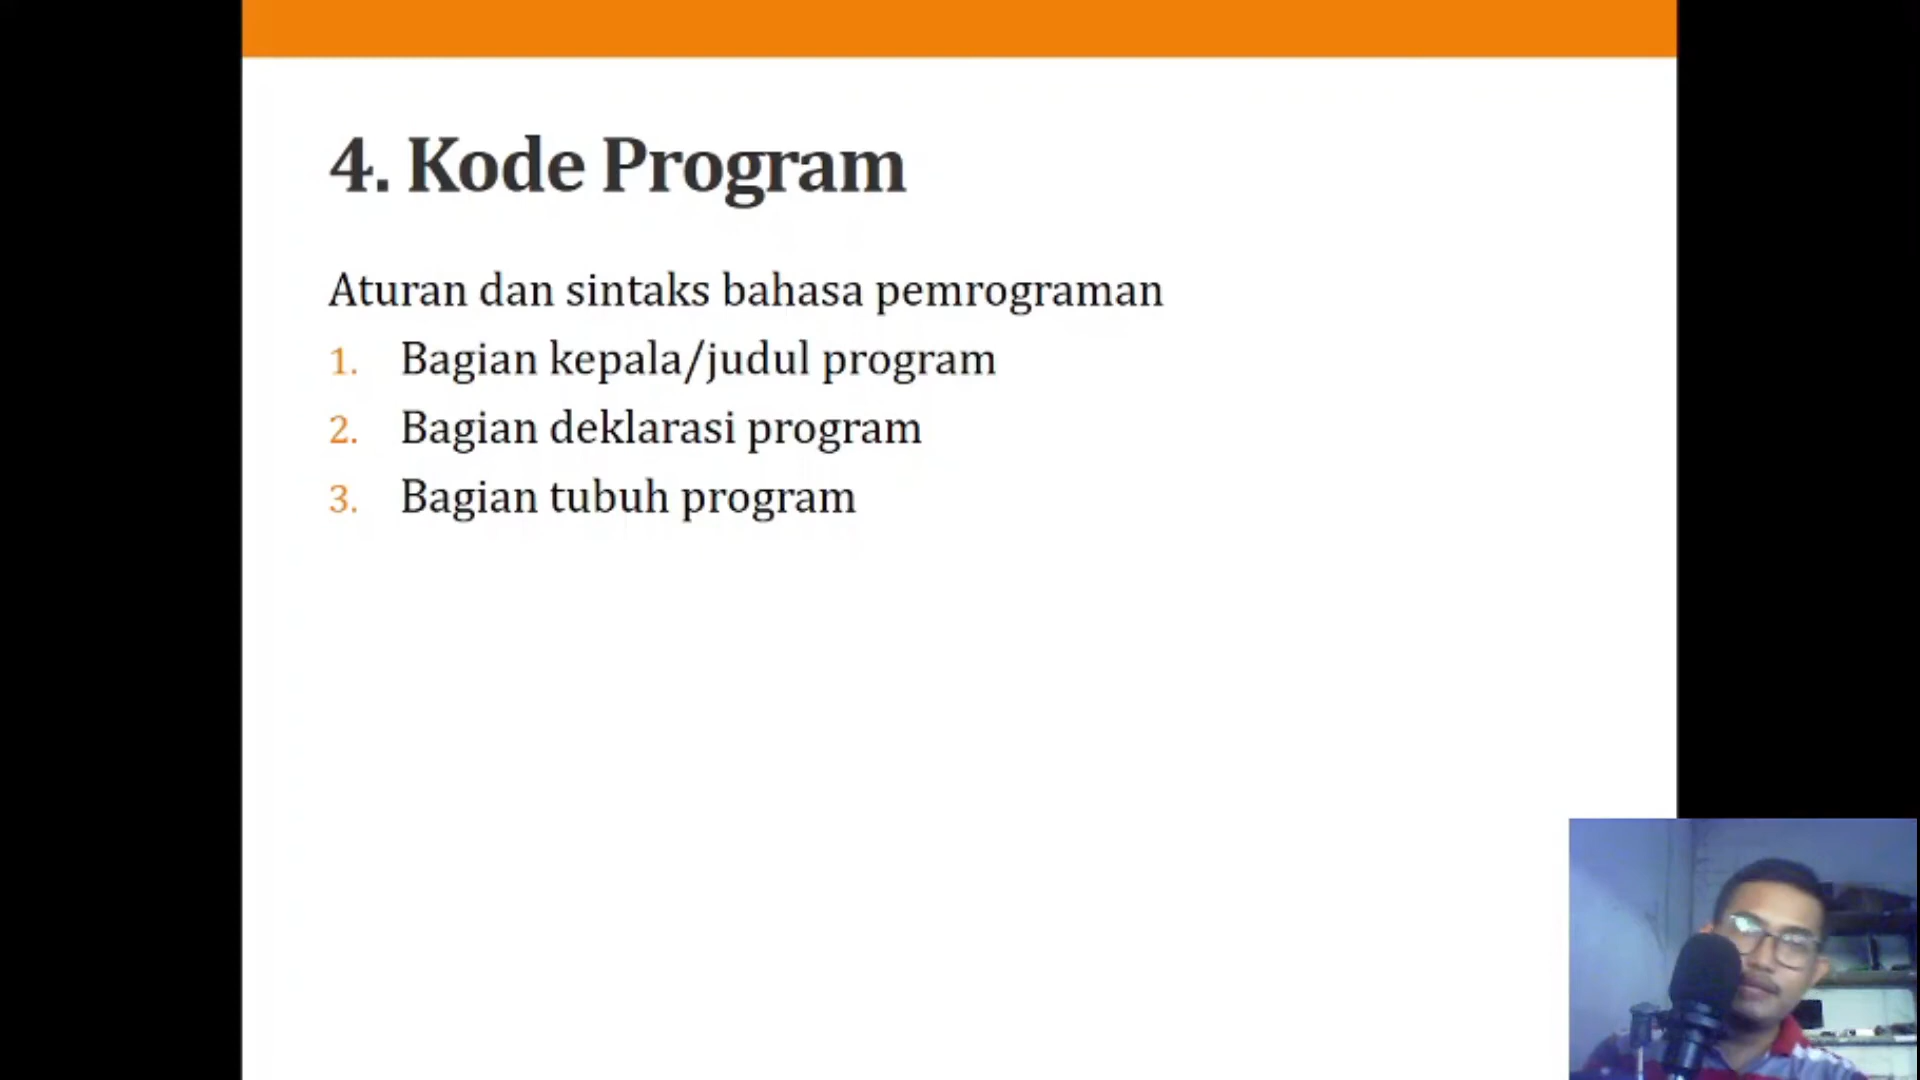 4. Kode Program
Aturan dan sintaks bahasa pemrograman
1. Bagian kepala/judul program
2. Bagian deklarasi program
3. Bagian tubuh program